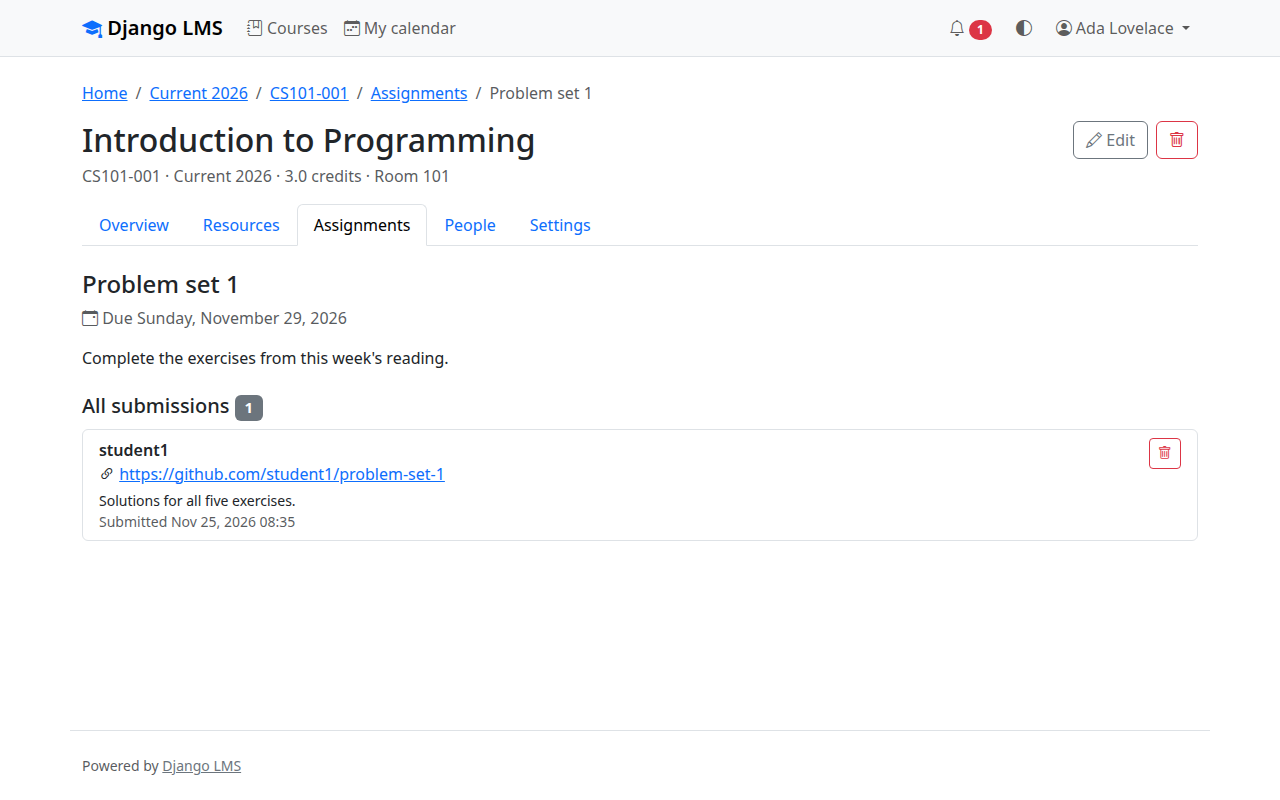 Django LMS Courses My calendar 1 Ada Lovelace
Home / Current 2026 / CS101-001 / Assignments / Problem set 1
Introduction to Programming Edit
CS101-001 · Current 2026 · 3.0 credits · Room 101
Overview Resources Assignments People Settings
Problem set 1
Due Sunday, November 29, 2026
Complete the exercises from this week's reading.
All submissions 1
student1
https://github.com/student1/problem-set-1
Solutions for all five exercises.
Submitted Nov 25, 2026 08:35
Powered by Django LMS